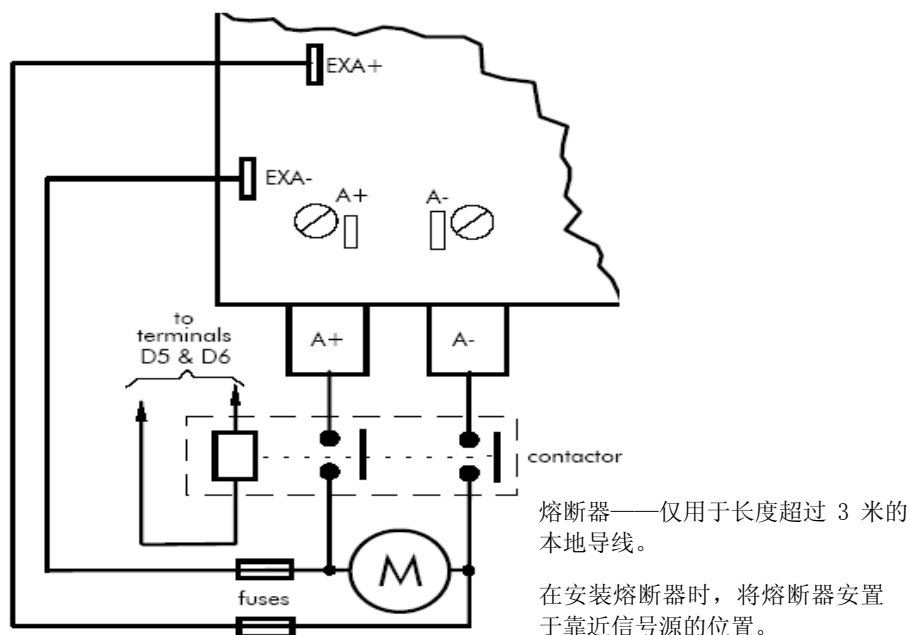 EXA+
EXA-
A+
A-
to
terminals
D5 & D6
A+
A-
contactor
熔断器——仅用于长度超过 3 米的
本地导线。
M
fuses
在安装熔断器时，将熔断器安置
于靠近信号源的位置。